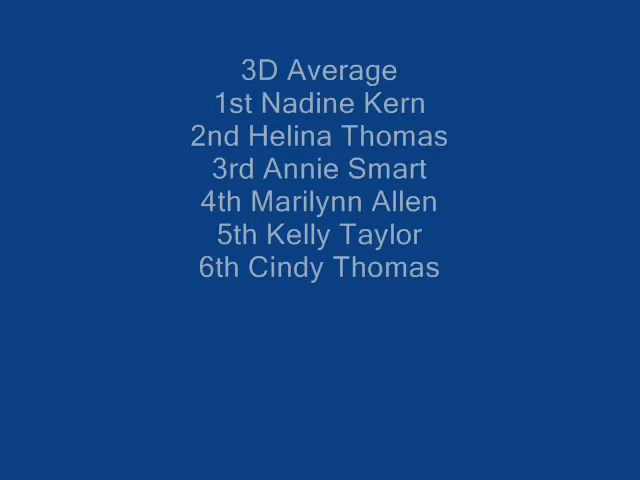 3D Average
1st Nadine Kern
2nd Helina Thomas
3rd Annie Smart
4th Marilynn Allen
5th Kelly Taylor
6th Cindy Thomas